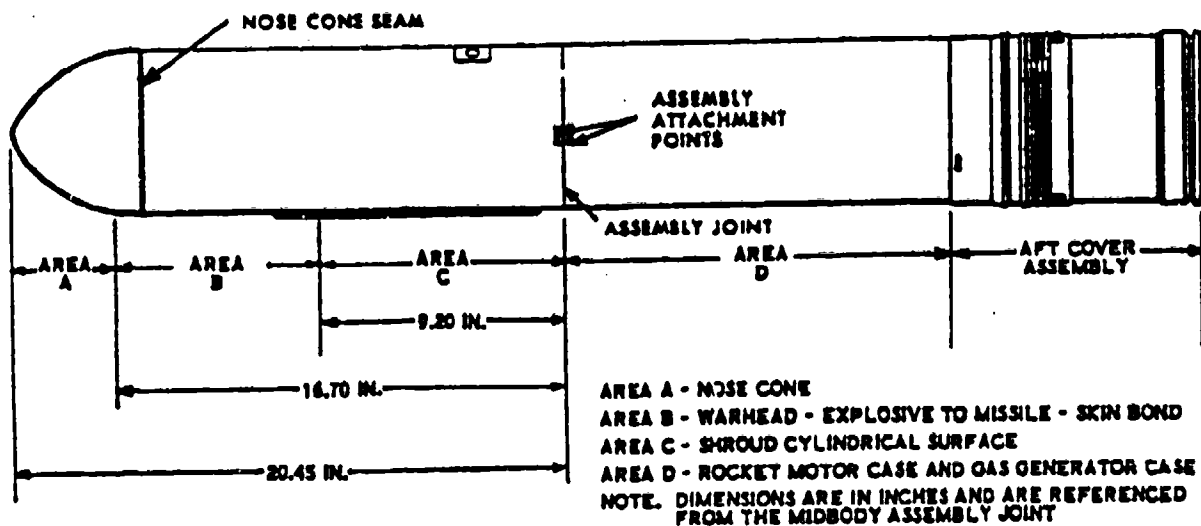 NOSE CONE SEAM
ASSEMBLY
ATTACHMENT
POINTS
ASSEMBLY JOINT
AREA
A
AREA
B
AREA
C
AREA
D
AFT COVER
ASSEMBLY
9.20 IN.
16.70 IN.
20.45 IN.
AREA A - NOSE CONE
AREA B - WARHEAD - EXPLOSIVE TO MISSILE - SKIN BOND
AREA C - SHROUD CYLINDRICAL SURFACE
AREA D - ROCKET MOTOR CASE AND GAS GENERATOR CASE
NOTE. DIMENSIONS ARE IN INCHES AND ARE REFERENCED
FROM THE MIDBODY ASSEMBLY JOINT